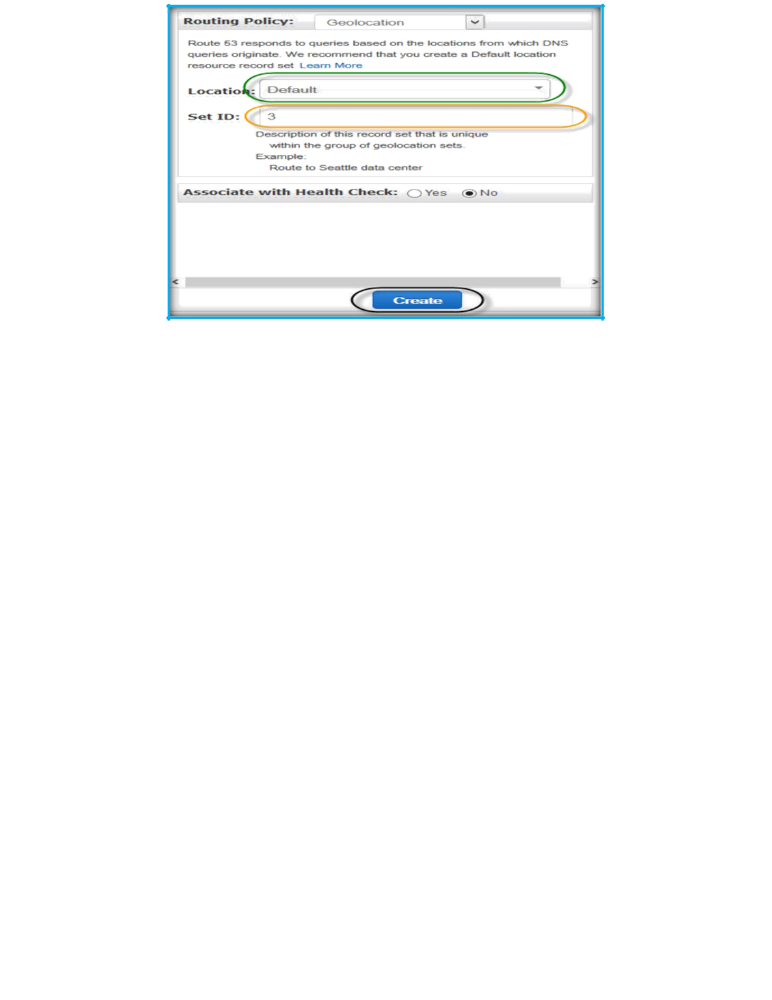 Routing Policy: Geolocation
Route 53 responds to queries based on the locations from which DNS
queries originate. We recommend that you create a Default location
resource record set Learn More
Location: Default
Set ID: 3
Description of this record set that is unique
within the group of geolocation sets.
Example:
Route to Seattle data center
Associate with Health Check: Yes No
Create